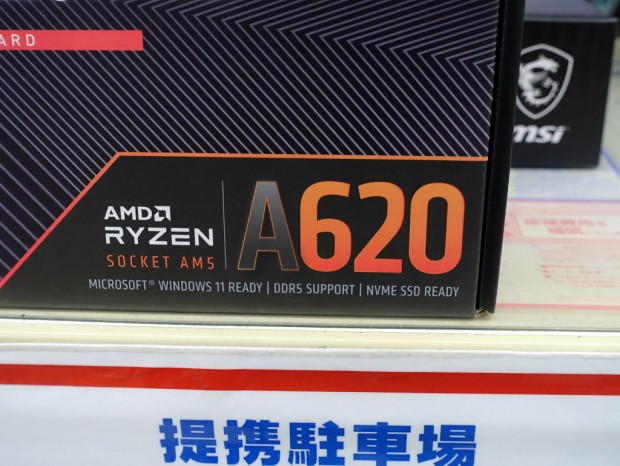 ARD
msi
AMD
RYZEN
SOCKET AM5
A620
MICROSOFT® WINDOWS 11 READY | DDR5 SUPPORT | NVME SSD READY
提携駐車場